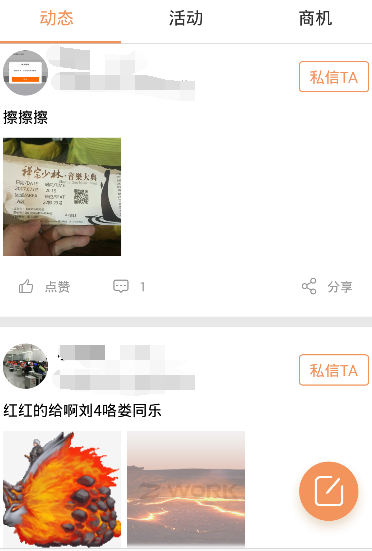 动态 活动 商机
私信TA
擦擦擦
禅宗少林·音樂大典
点赞 1 分享
私信TA
红红的给啊刘4咯娄同乐
Z-WORK